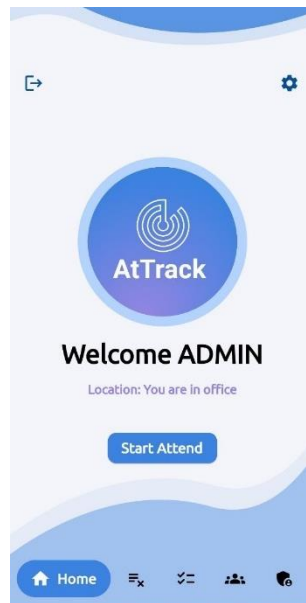 AtTrack
Welcome ADMIN
Location: You are in office
Start Attend
Home